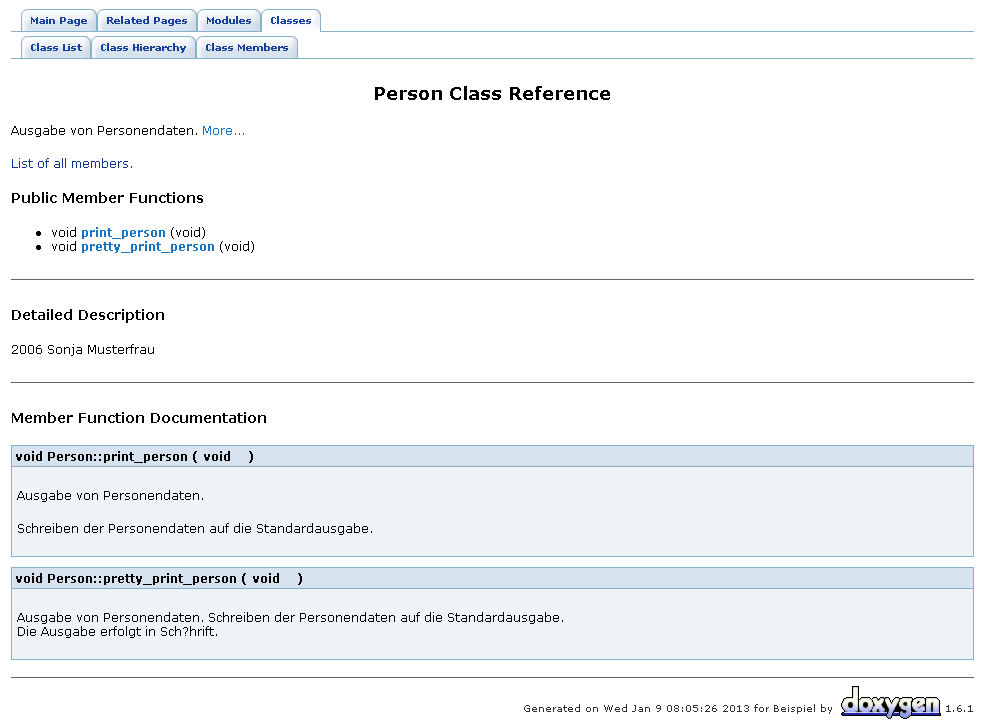 Main Page Related Pages Modules Classes
Class List Class Hierarchy Class Members
Person Class Reference
Ausgabe von Personendaten. More...
List of all members.
Public Member Functions
• void print_person (void)
• void pretty_print_person (void)
Detailed Description
2006 Sonja Musterfrau
Member Function Documentation
void Person::print_person ( void )
Ausgabe von Personendaten.
Schreiben der Personendaten auf die Standardausgabe.
void Person::pretty_print_person ( void )
Ausgabe von Personendaten. Schreiben der Personendaten auf die Standardausgabe.
Die Ausgabe erfolgt in Sch?hrift.
Generated on Wed Jan 9 08:05:26 2013 for Beispiel by doxygen 1.6.1